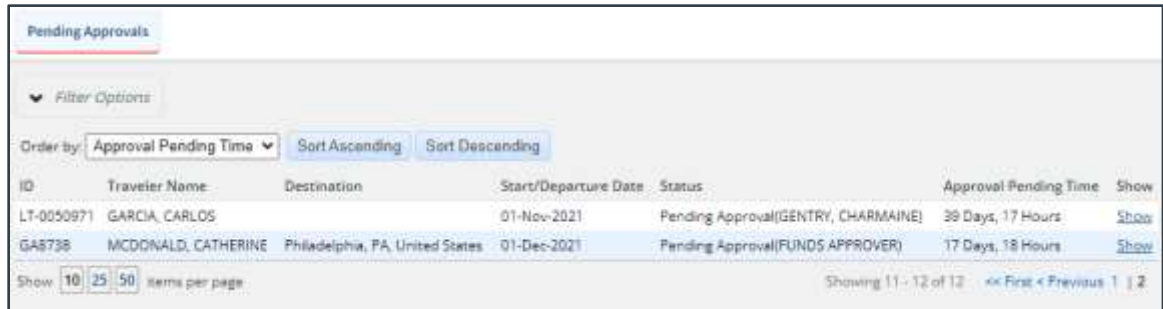 Pending Approvals
Filter Options
Order by: Approval Pending Time Sort Ascending Sort Descending
ID Traveler Name Destination Start/Departure Date Status Approval Pending Time Show
LT-0050971 GARCIA, CARLOS 01-Nov-2021 Pending Approval(GENTRY, CHARMAINE) 39 Days, 17 Hours Show
GA8738 MCDONALD, CATHERINE Philadelphia, PA, United States 01-Dec-2021 Pending Approval(FUNDS APPROVER) 17 Days, 18 Hours Show
Show 10 25 50 items per page Showing 11 - 12 of 12 << First < Previous 1 | 2